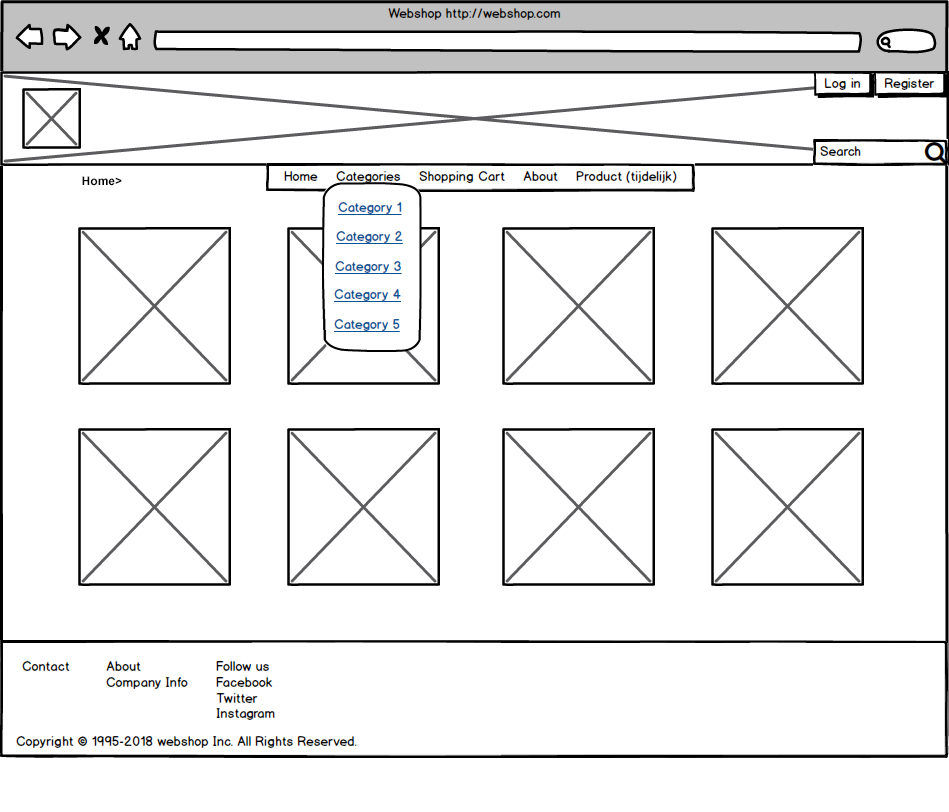 Webshop http://webshop.com
Log in
Register
Search
Home>
Home Categories Shopping Cart About Product (tijdelijk)
Category 1
Category 2
Category 3
Category 4
Category 5
Contact
About
Company Info
Follow us
Facebook
Twitter
Instagram
Copyright © 1995-2018 webshop Inc. All Rights Reserved.